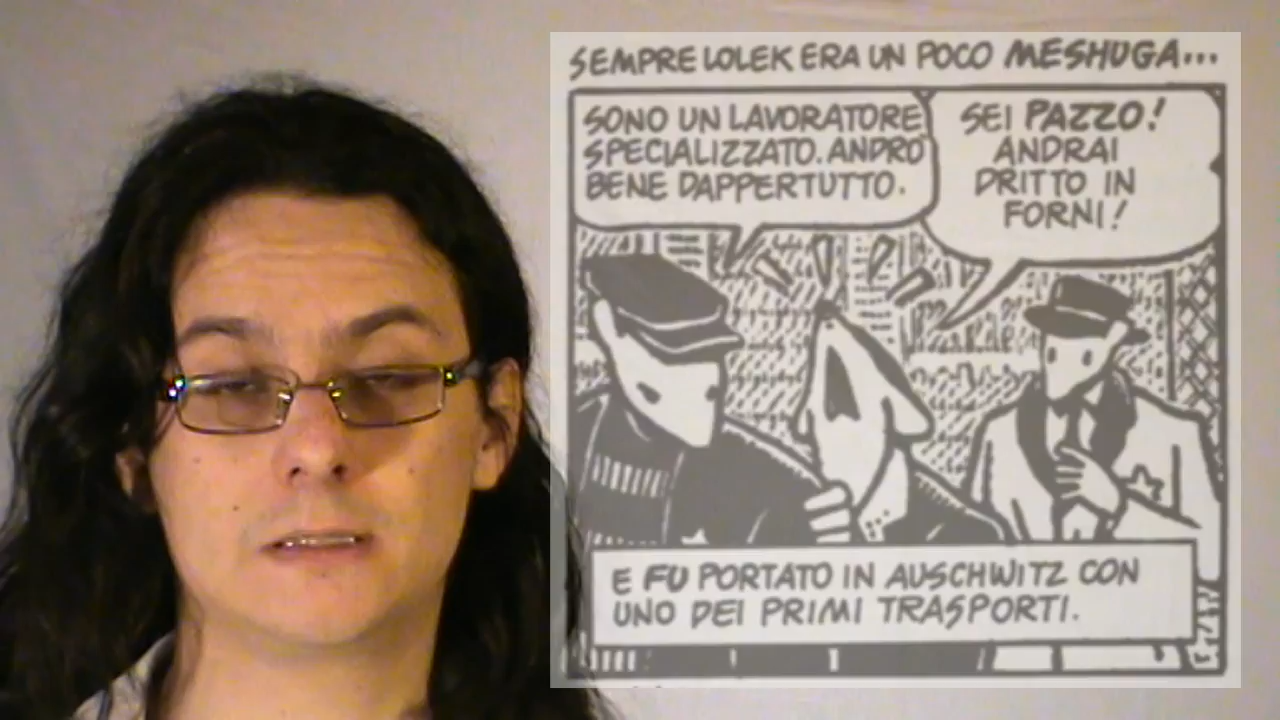 SEMPRE LOLEK ERA UN POCO MESHUGA...
SONO UN LAVORATORE
SPECIALIZZATO. ANDRÒ
BENE DAPPERTUTTO.
SEI PAZZO!
ANDRAI
DRITTO IN
FORNI!
E FU PORTATO IN AUSCHWITZ CON
UNO DEI PRIMI TRASPORTI.